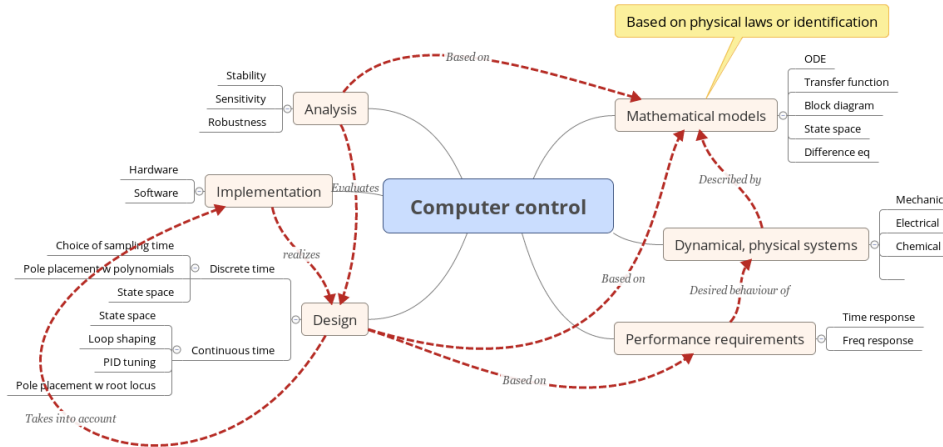 Based on physical laws or identification
Based on
ODE
Stability
Transfer function
Sensitivity
Analysis
Block diagram
Mathematical models
Robustness
State space
Difference eq
Hardware
Described by
Implementation
Evaluates
Software
Computer control
Mechanic
Electrical
Choice of sampling time
realizes
Dynamical, physical systems
Chemical
Pole placement w polynomials
Discrete time
Based on
State space
Desired behaviour of
State space
Design
Time response
Loop shaping
Performance requirements
Freq response
Continuous time
PID tuning
Based on
Pole placement w root locus
Takes into account